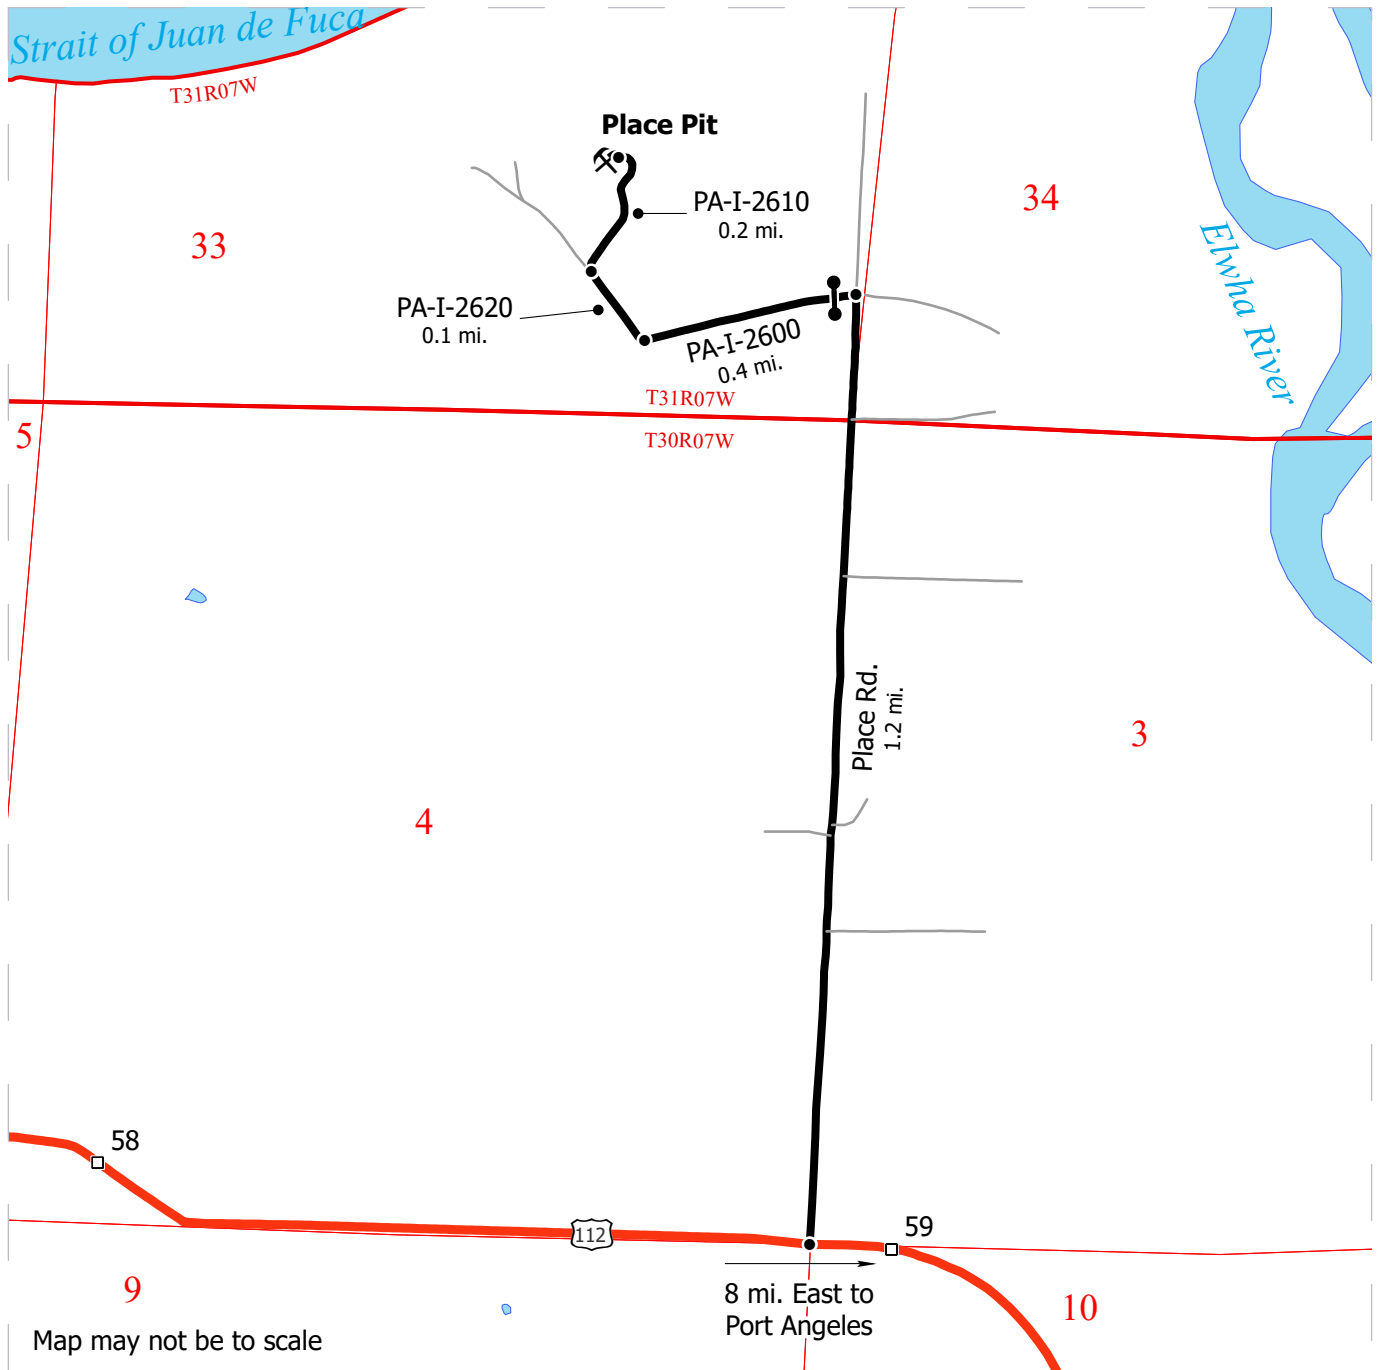 Strait of Juan de Fuca
T31R07W
Place Pit
34
PA-I-2610
0.2 mi.
33
Elwha River
PA-I-2620
0.1 mi.
PA-I-2600
0.4 mi.
T31R07W
5
T30R07W
Place Rd.
1.2 mi.
3
4
58
59
112
9
8 mi. East to
Port Angeles
10
Map may not be to scale